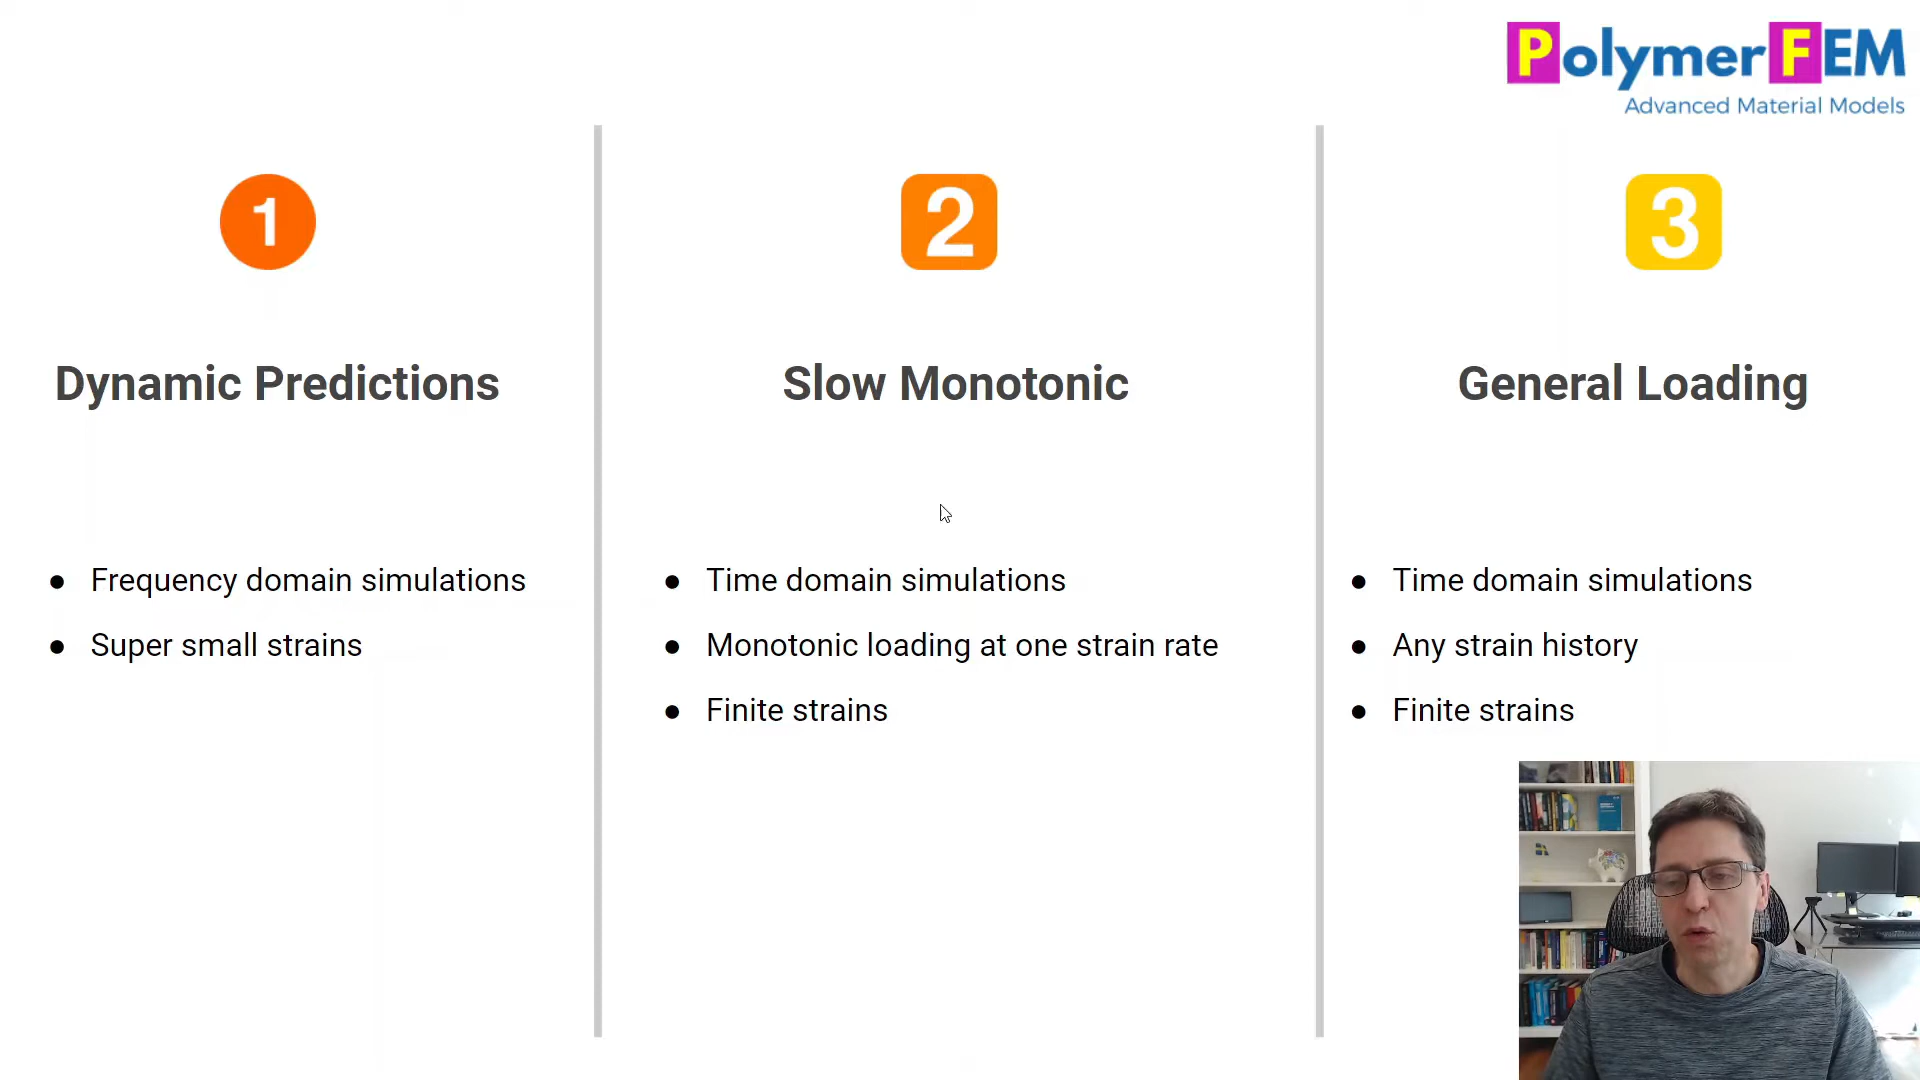 PolymerFEM
Advanced Material Models
1
Dynamic Predictions
● Frequency domain simulations
● Super small strains
2
Slow Monotonic
● Time domain simulations
● Monotonic loading at one strain rate
● Finite strains
3
General Loading
● Time domain simulations
● Any strain history
● Finite strains